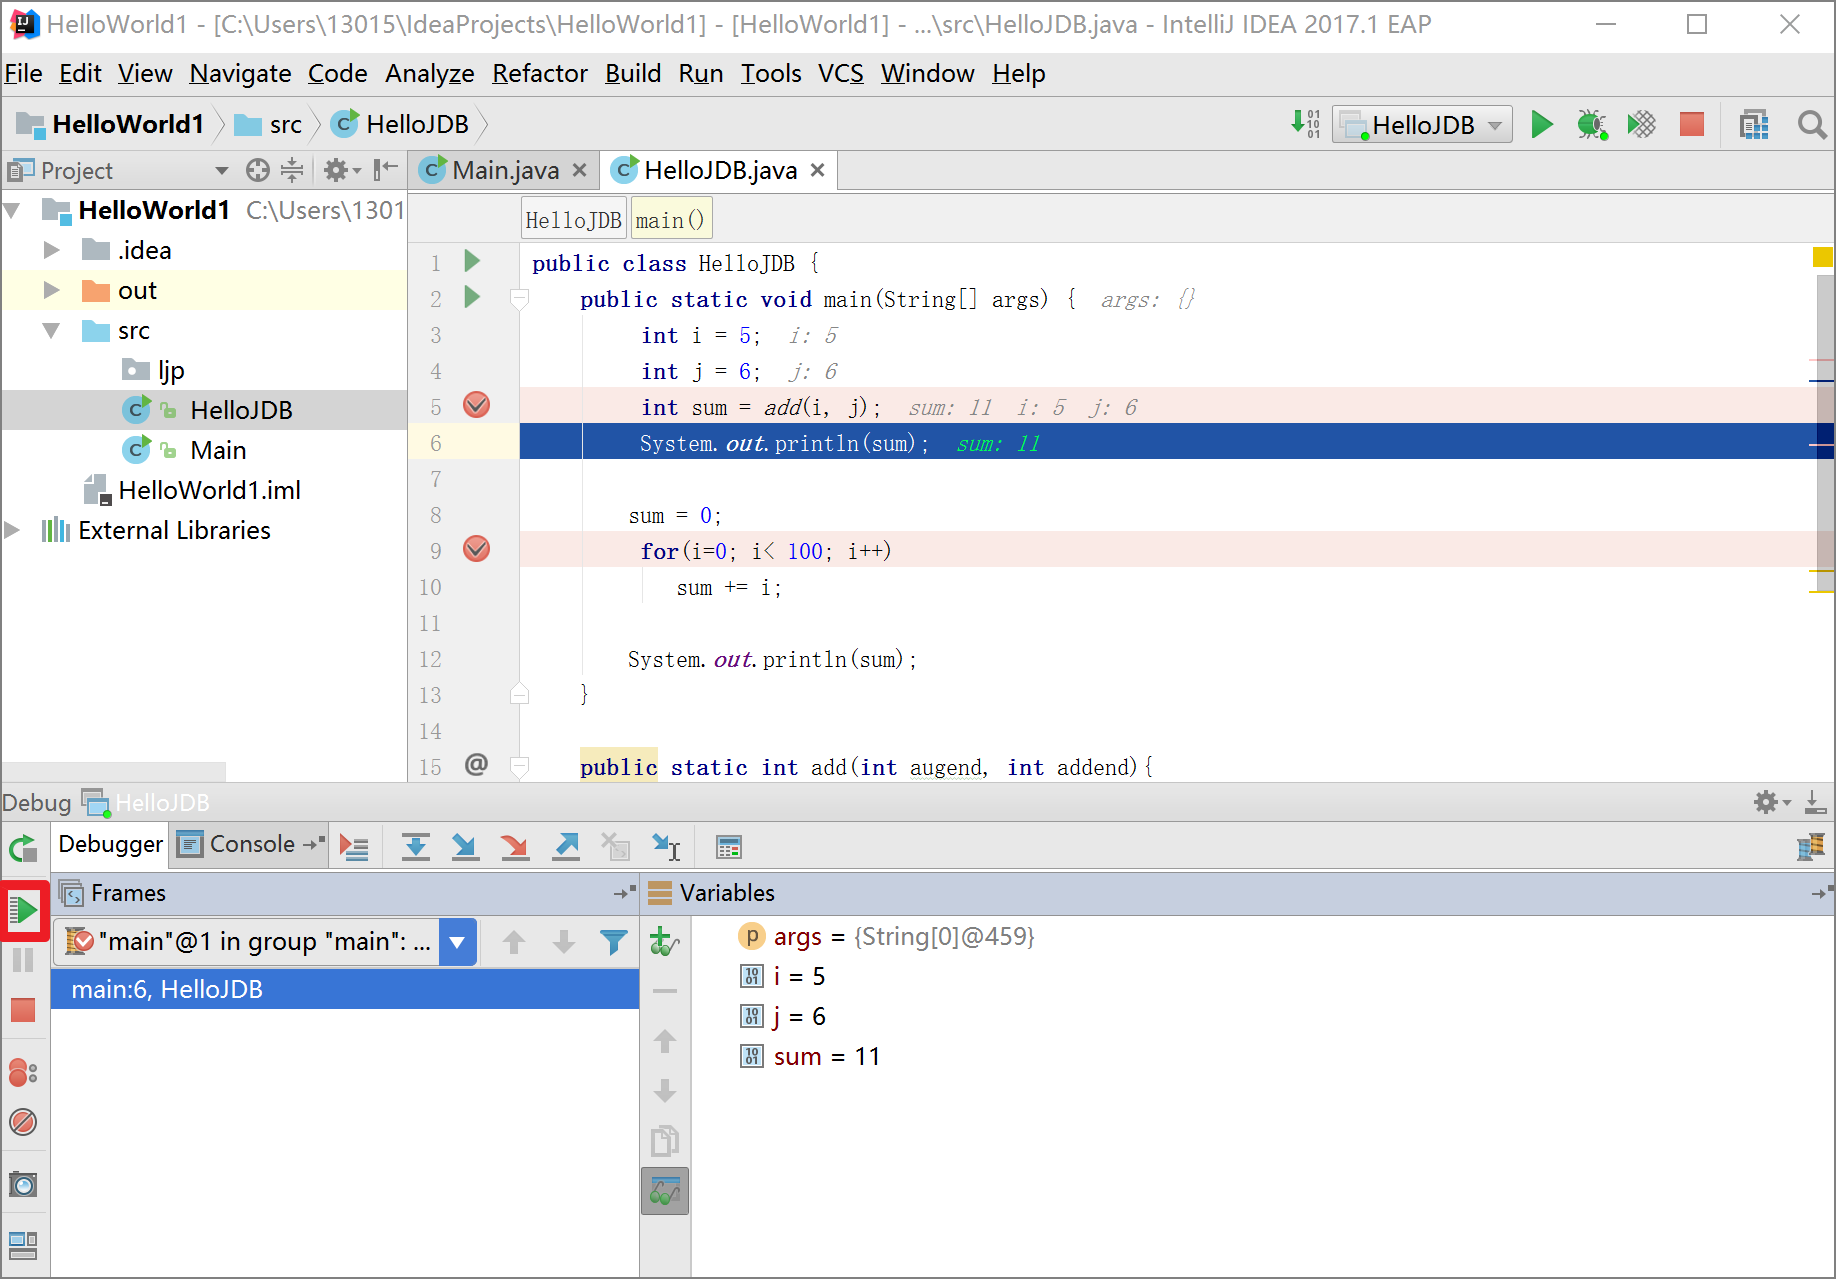 HelloWorld1 - [C:\Users\13015\IdeaProjects\HelloWorld1] - [HelloWorld1] - ...\src\HelloJDB.java - IntelliJ IDEA 2017.1 EAP
File Edit View Navigate Code Analyze Refactor Build Run Tools VCS Window Help
HelloWorld1 src HelloJDB HelloJDB
Project Main.java HelloJDB.java
HelloWorld1 C:\Users\1301
.idea
out
src
ljp
HelloJDB
Main
HelloWorld1.iml
External Libraries
HelloJDB main()
1 public class HelloJDB {
2 public static void main(String[] args) { args: {}
3 int i = 5; i: 5
4 int j = 6; j: 6
5 int sum = add(i, j); sum: 11 i: 5 j: 6
6 System.out.println(sum); sum: 11
7
8 sum = 0;
9 for(i=0; i< 100; i++)
10 sum += i;
11
12 System.out.println(sum);
13 }
14
15 @ public static int add(int augend, int addend){
Debug HelloJDB
Debugger Console
Frames
"main"@1 in group "main": ...
main:6, HelloJDB
Variables
args = {String[0]@459}
i = 5
j = 6
sum = 11